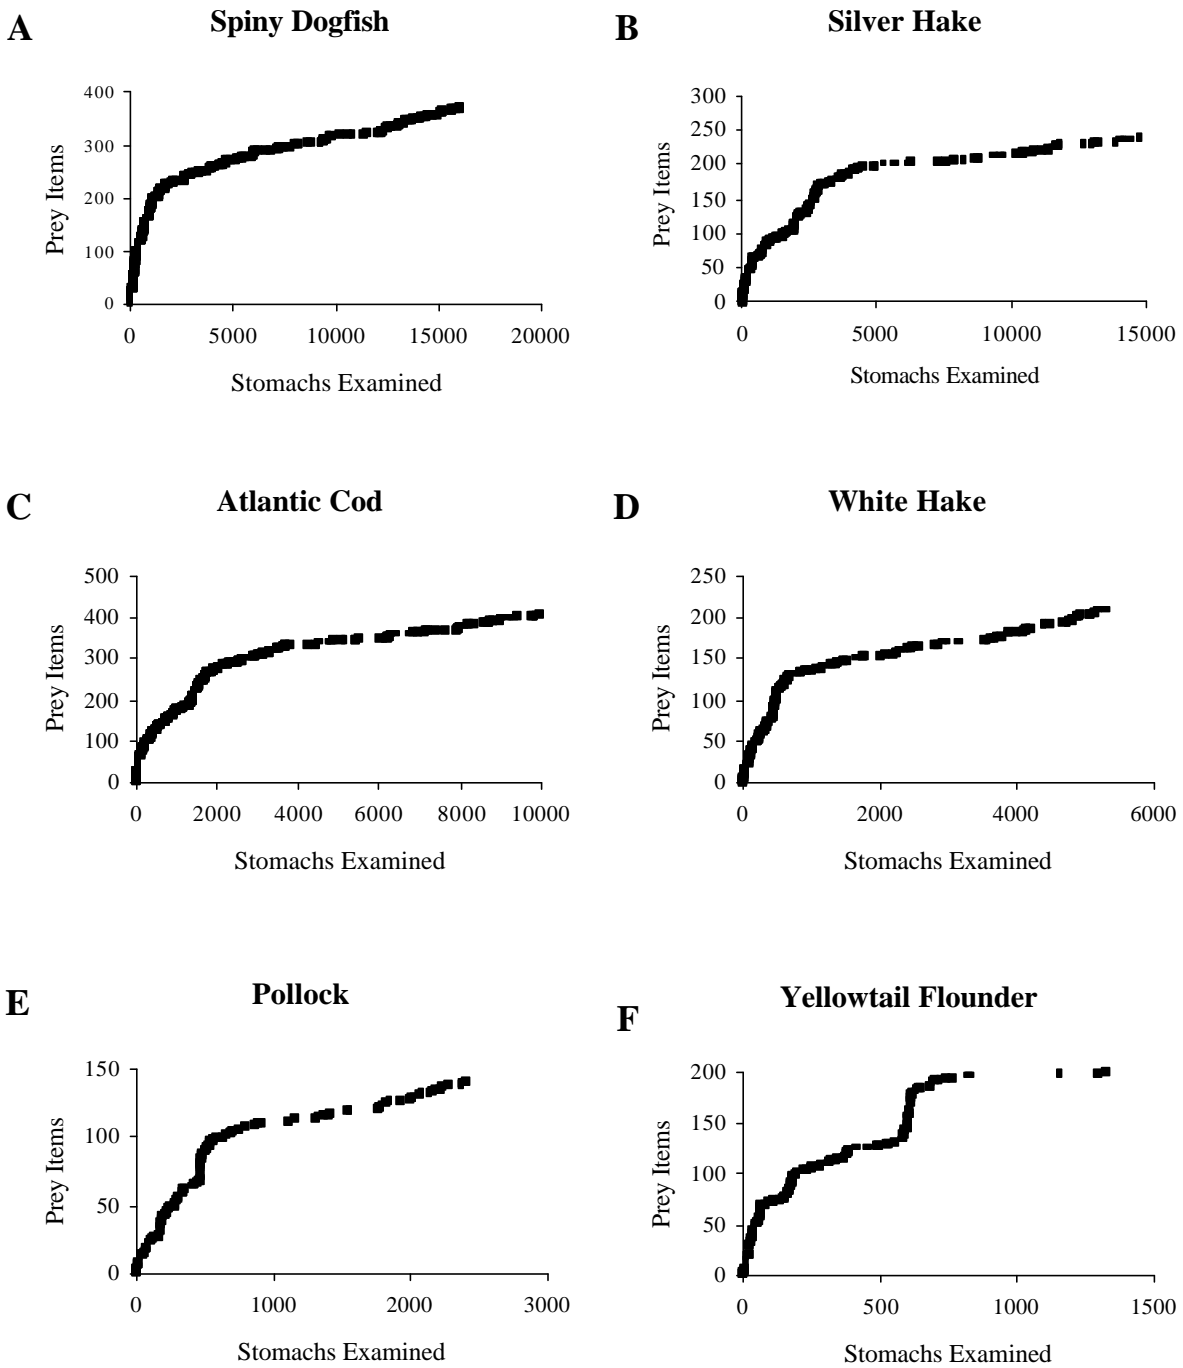 A
Spiny Dogfish
400
300
200
100
0
Prey Items
0 5000 10000 15000 20000
Stomachs Examined
B
Silver Hake
300
250
200
150
100
50
0
Prey Items
0 5000 10000 15000
Stomachs Examined
C
Atlantic Cod
500
400
300
200
100
0
Prey Items
0 2000 4000 6000 8000 10000
Stomachs Examined
D
White Hake
250
200
150
100
50
0
Prey Items
0 2000 4000 6000
Stomachs Examined
E
Pollock
150
100
50
0
Prey Items
0 1000 2000 3000
Stomachs Examined
F
Yellowtail Flounder
200
150
100
50
0
Prey Items
0 500 1000 1500
Stomachs Examined